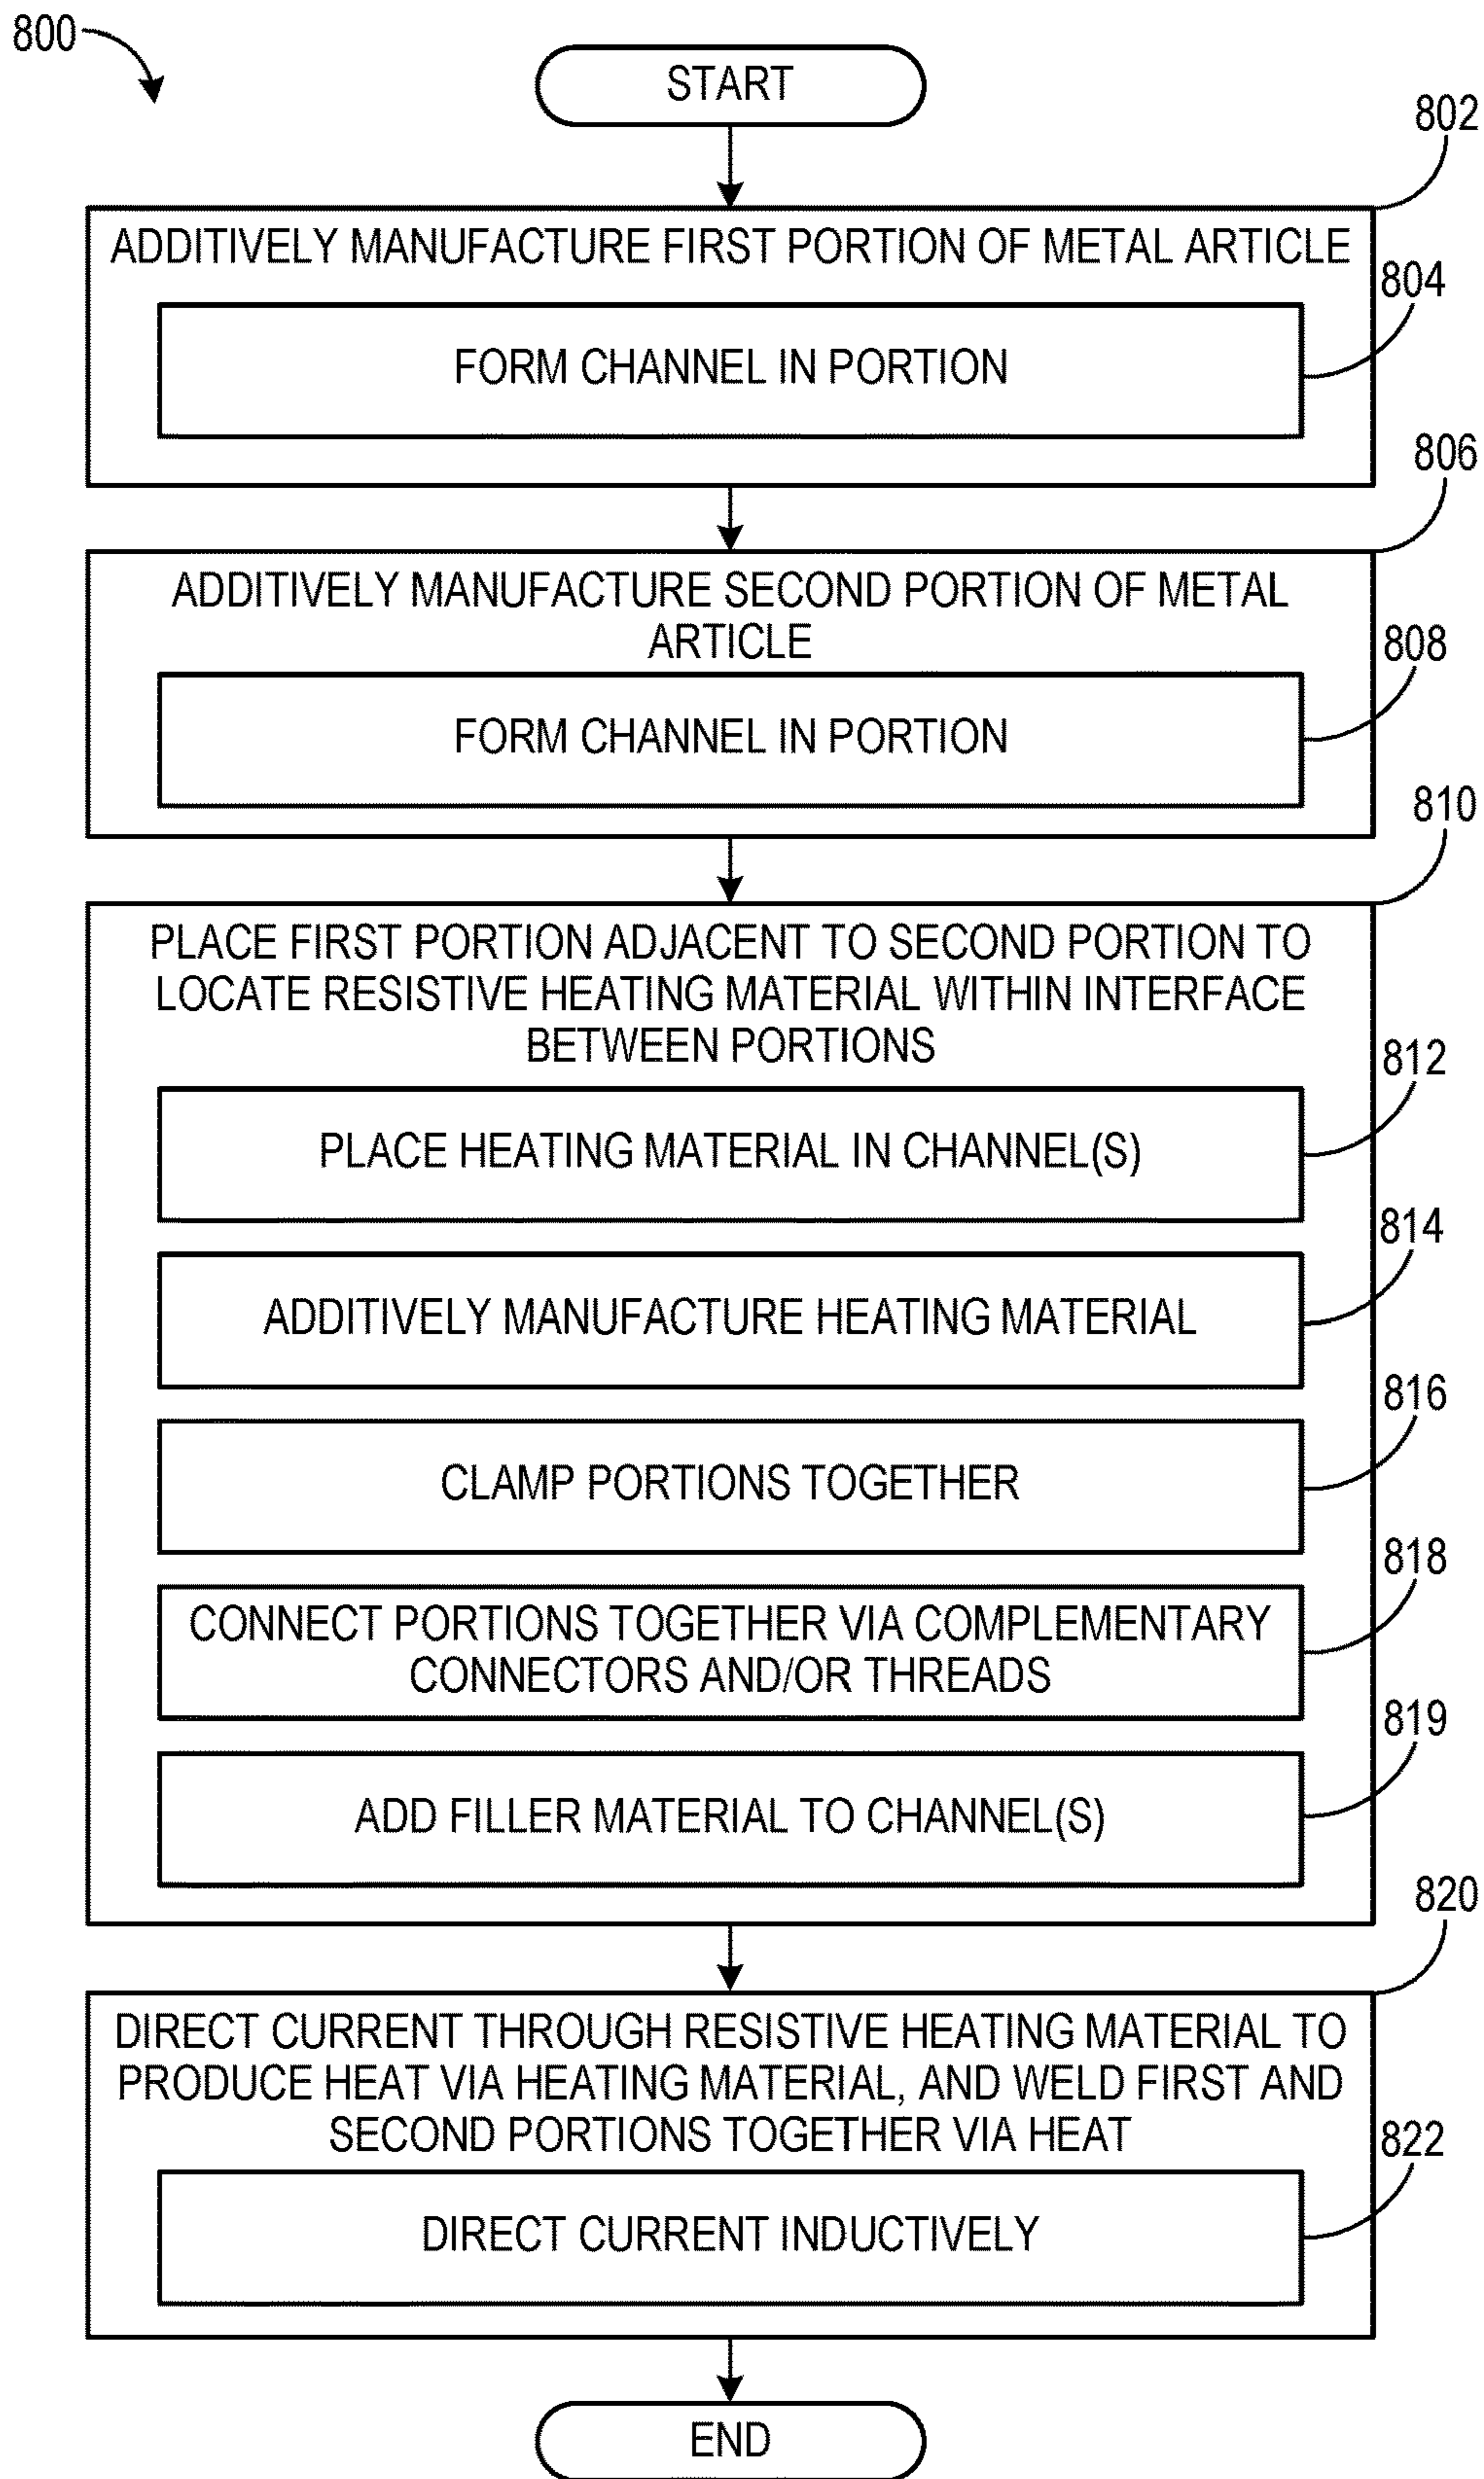 800
START
802
ADDITIVELY MANUFACTURE FIRST PORTION OF METAL ARTICLE
804
FORM CHANNEL IN PORTION
806
ADDITIVELY MANUFACTURE SECOND PORTION OF METAL
ARTICLE
808
FORM CHANNEL IN PORTION
810
PLACE FIRST PORTION ADJACENT TO SECOND PORTION TO
LOCATE RESISTIVE HEATING MATERIAL WITHIN INTERFACE
BETWEEN PORTIONS
812
PLACE HEATING MATERIAL IN CHANNEL(S)
814
ADDITIVELY MANUFACTURE HEATING MATERIAL
816
CLAMP PORTIONS TOGETHER
818
CONNECT PORTIONS TOGETHER VIA COMPLEMENTARY
CONNECTORS AND/OR THREADS
819
ADD FILLER MATERIAL TO CHANNEL(S)
820
DIRECT CURRENT THROUGH RESISTIVE HEATING MATERIAL TO
PRODUCE HEAT VIA HEATING MATERIAL, AND WELD FIRST AND
SECOND PORTIONS TOGETHER VIA HEAT
822
DIRECT CURRENT INDUCTIVELY
END